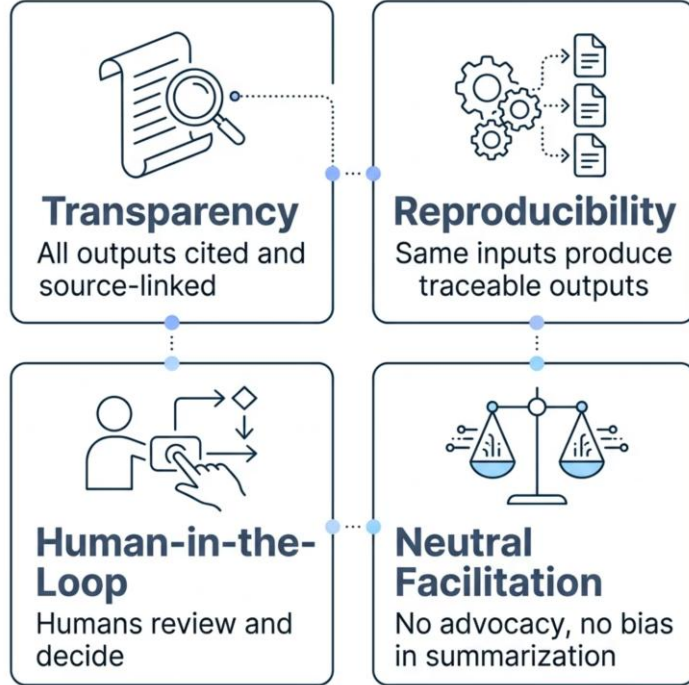 Transparency
All outputs cited and
source-linked
Reproducibility
Same inputs produce
traceable outputs
Human-in-the-
Loop
Humans review and
decide
Neutral
Facilitation
No advocacy, no bias
in summarization